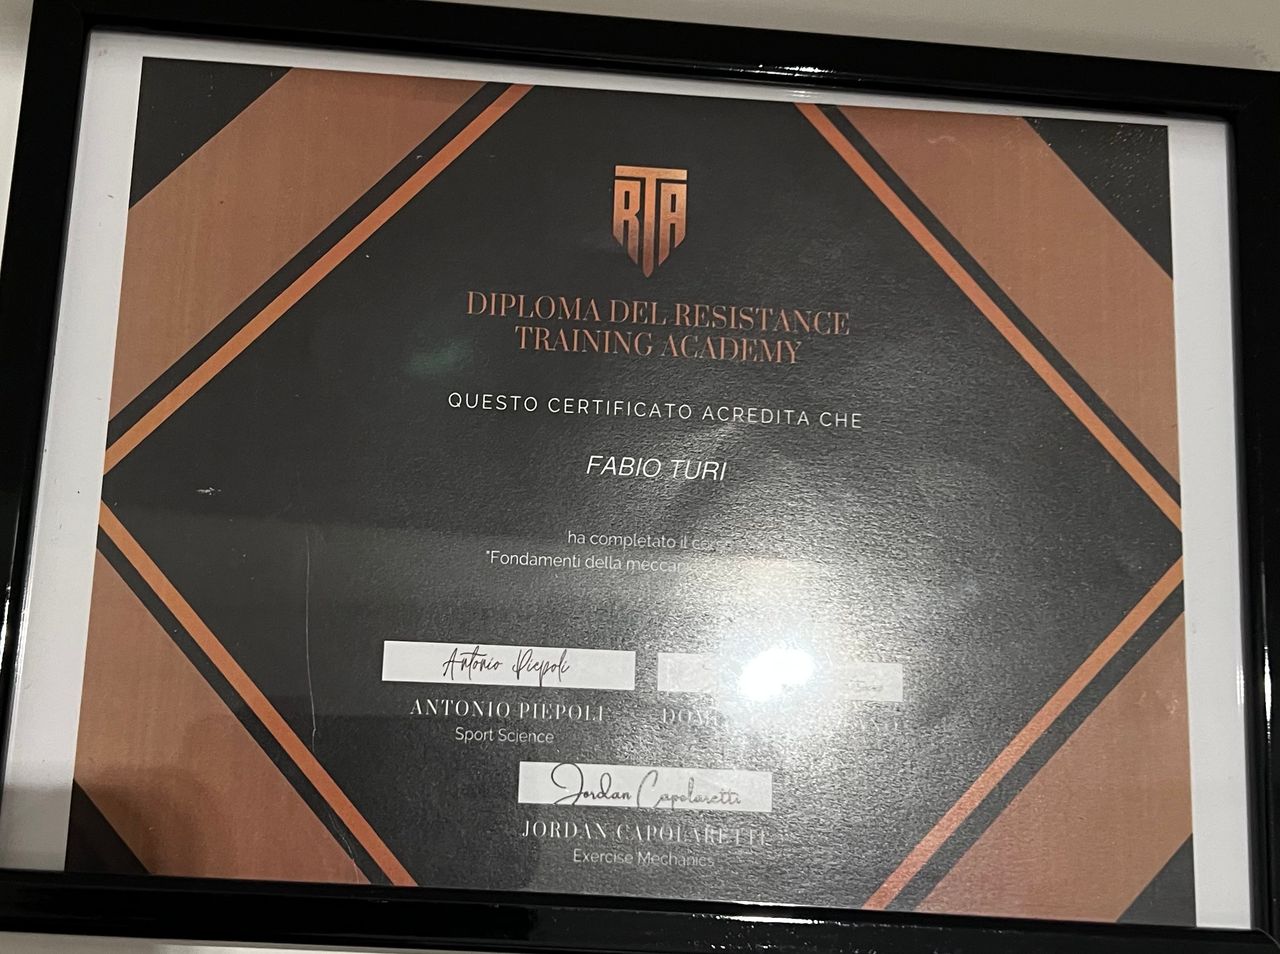 RTA
DIPLOMA DEL RESISTANCE
TRAINING ACADEMY
QUESTO CERTIFICATO ACREDITA CHE
FABIO TURI
ha completato il
"Fondamenti della
Antonio Piepoli
ANTONIO PIEPOLI
Sport Science
Jordan Capolaretti
JORDAN CAPOLARETTI
Exercise Mechanics